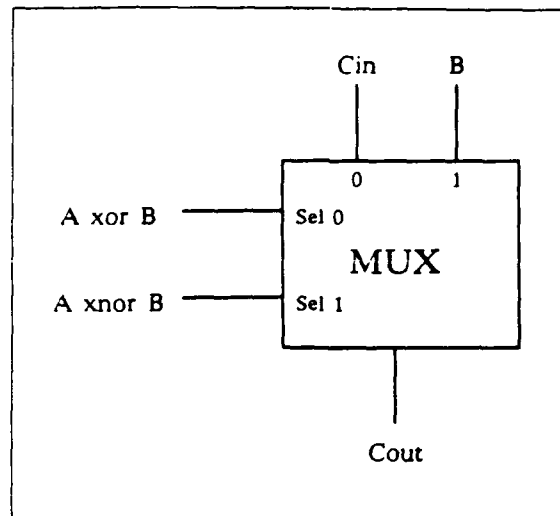 Cin B
0 1
A xor B Sel 0
MUX
A xnor B Sel 1
Cout